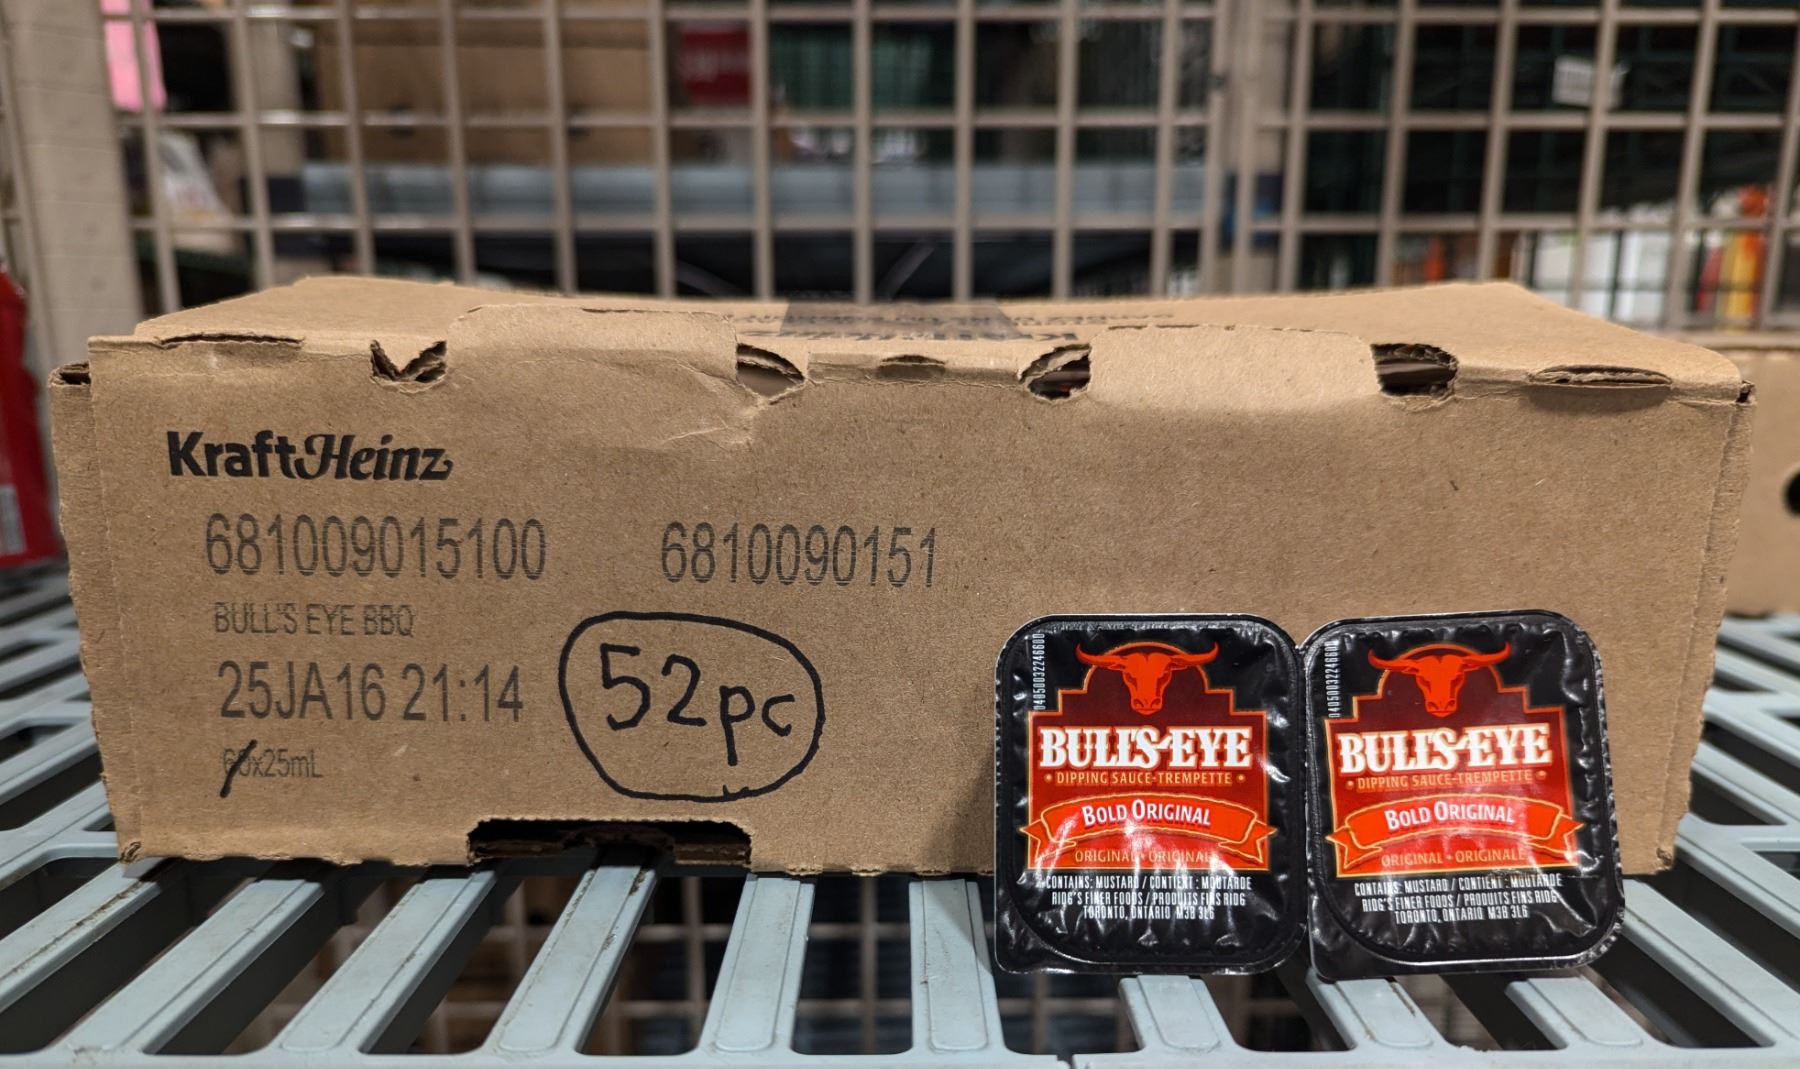 KraftHeinz
681009015100 6810090151
BULL'S EYE BBQ
25JA16 21:14
60x25mL
52pc
04050032246600
BULL'S-EYE
• DIPPING SAUCE-TREMPETTE •
BOLD ORIGINAL
ORIGINAL • ORIGINALE
CONTAINS: MUSTARD / CONTIENT : MOUTARDE
RIDG'S FINER FOODS / PRODUITS FINS RIDG
TORONTO, ONTARIO M3B 3L6
04050032246601
BULL'S-EYE
• DIPPING SAUCE-TREMPETTE •
BOLD ORIGINAL
ORIGINAL • ORIGINALE
CONTAINS: MUSTARD / CONTIENT : MOUTARDE
RIDG'S FINER FOODS / PRODUITS FINS RIDG
TORONTO, ONTARIO M3B 3L6